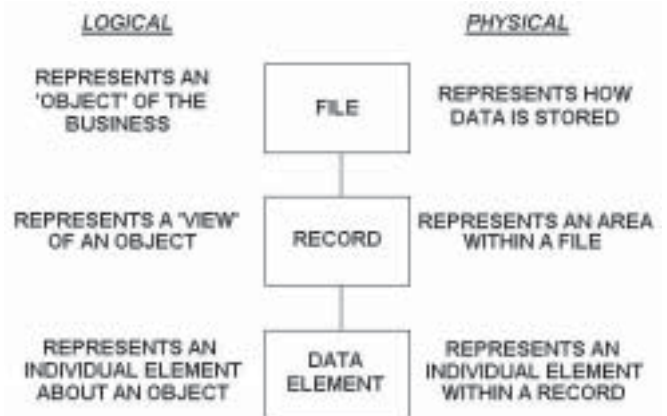 LOGICAL
PHYSICAL
REPRESENTS AN
'OBJECT' OF THE
BUSINESS
FILE
REPRESENTS HOW
DATA IS STORED
REPRESENTS A 'VIEW'
OF AN OBJECT
RECORD
REPRESENTS AN AREA
WITHIN A FILE
REPRESENTS AN
INDIVIDUAL ELEMENT
ABOUT AN OBJECT
DATA
ELEMENT
REPRESENTS AN
INDIVIDUAL ELEMENT
WITHIN A RECORD